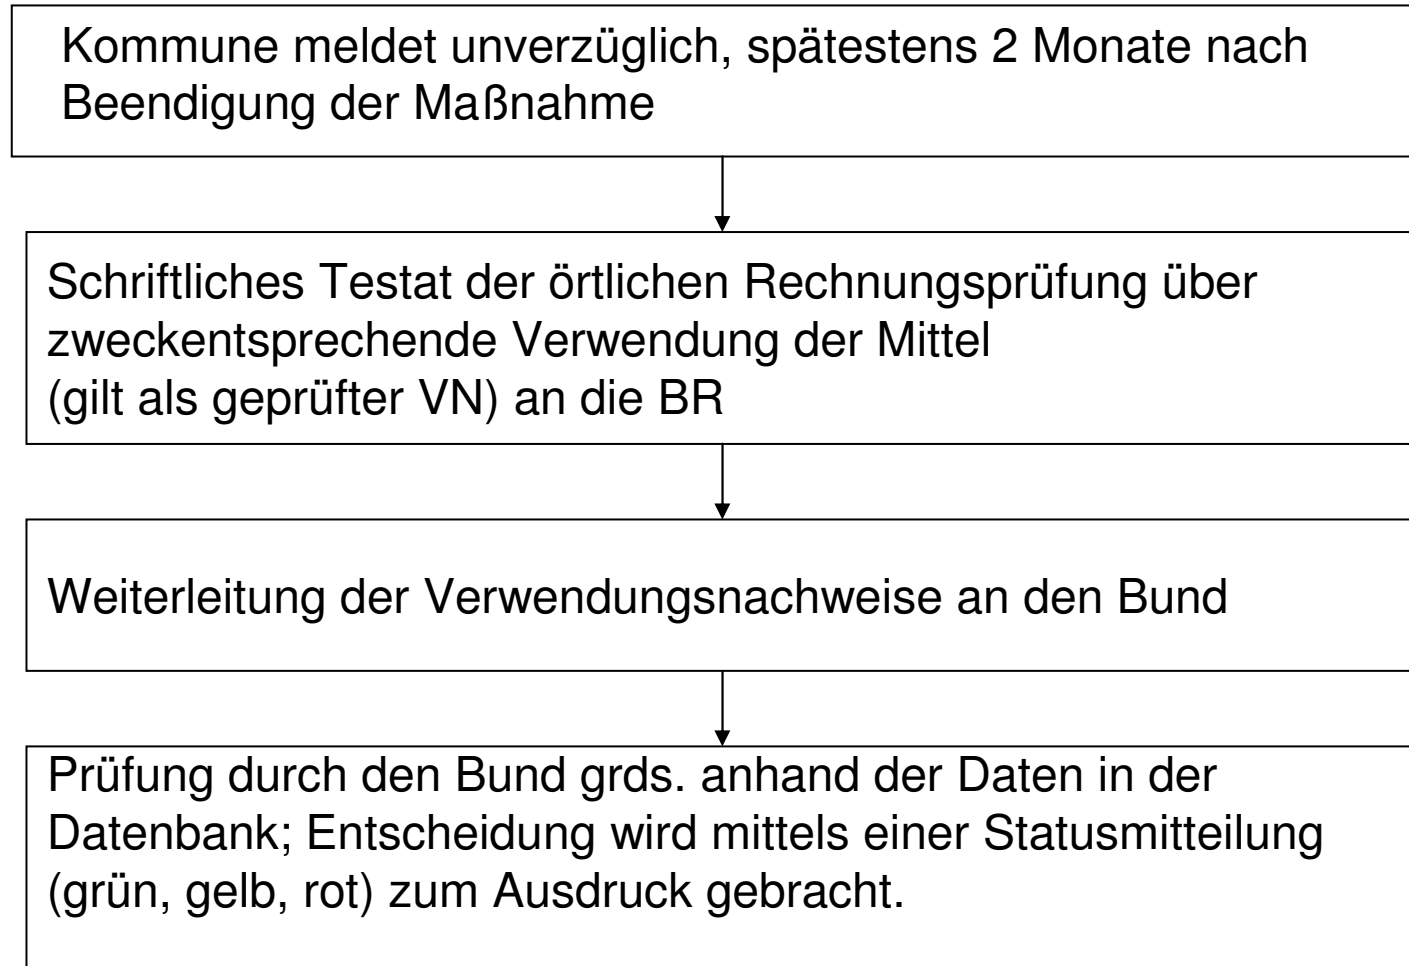 Kommune meldet unverzüglich, spätestens 2 Monate nach
Beendigung der Maßnahme
Schriftliches Testat der örtlichen Rechnungsprüfung über
zweckentsprechende Verwendung der Mittel
(gilt als geprüfter VN) an die BR
Weiterleitung der Verwendungsnachweise an den Bund
Prüfung durch den Bund grds. anhand der Daten in der
Datenbank; Entscheidung wird mittels einer Statusmitteilung
(grün, gelb, rot) zum Ausdruck gebracht.